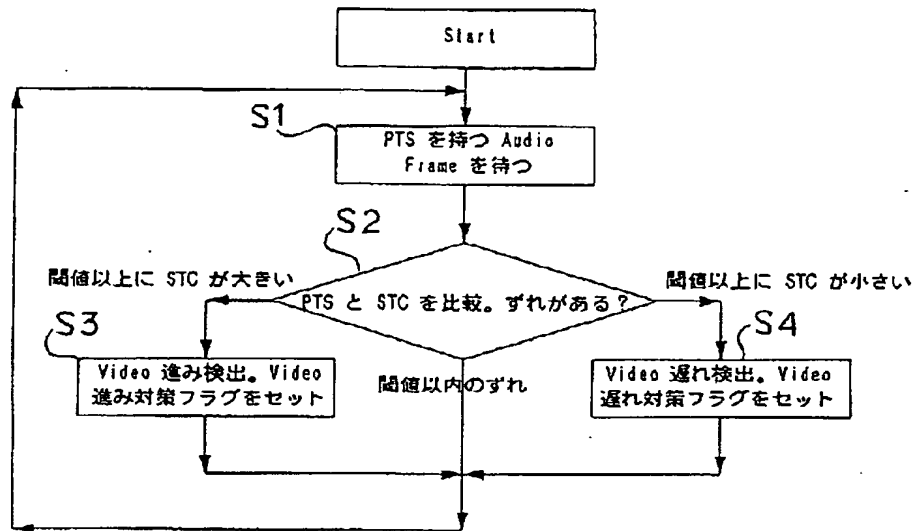 Start
S1
PTS を持つ Audio
Frame を待つ
S2
閾値以上に STC が大きい
閾値以上に STC が小さい
PTS と STC を比較。ずれがある?
S3
S4
Video 進み検出。Video
進み対策フラグをセット
閾値以内のずれ
Video 遅れ検出。Video
遅れ対策フラグをセット